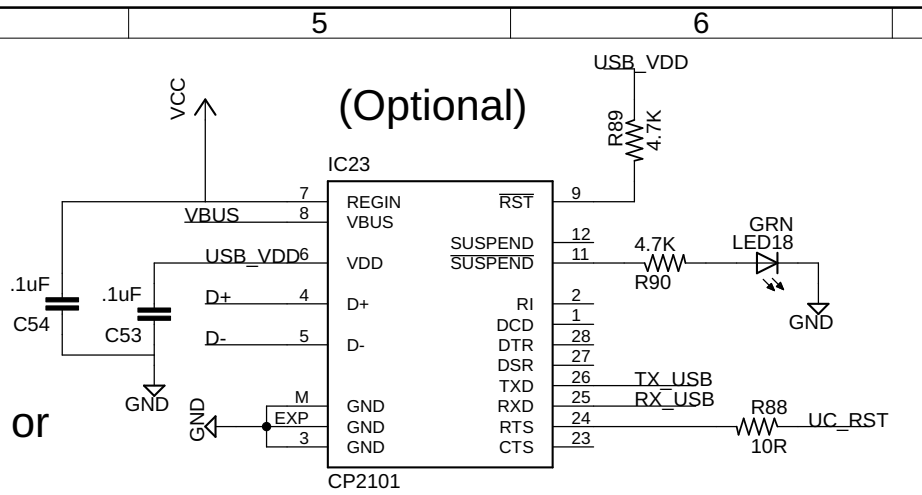 5 6
USB_VDD
VCC
(Optional)
R89
4.7K
IC23
7 REGIN RST 9
VBUS 8 VBUS
SUSPEND 12
USB_VDD 6 VDD SUSPEND 11
4.7K
R90
GRN
LED18
GND
.1uF
C54
.1uF
C53
D+ 4 D+ RI 2
DCD 1
D- 5 D- DTR 28
DSR 27
TXD 26 TX_USB
GND
M GND RXD 25 RX_USB
or
GND
EXP GND RTS 24
R88
10R
UC_RST
3 GND CTS 23
CP2101